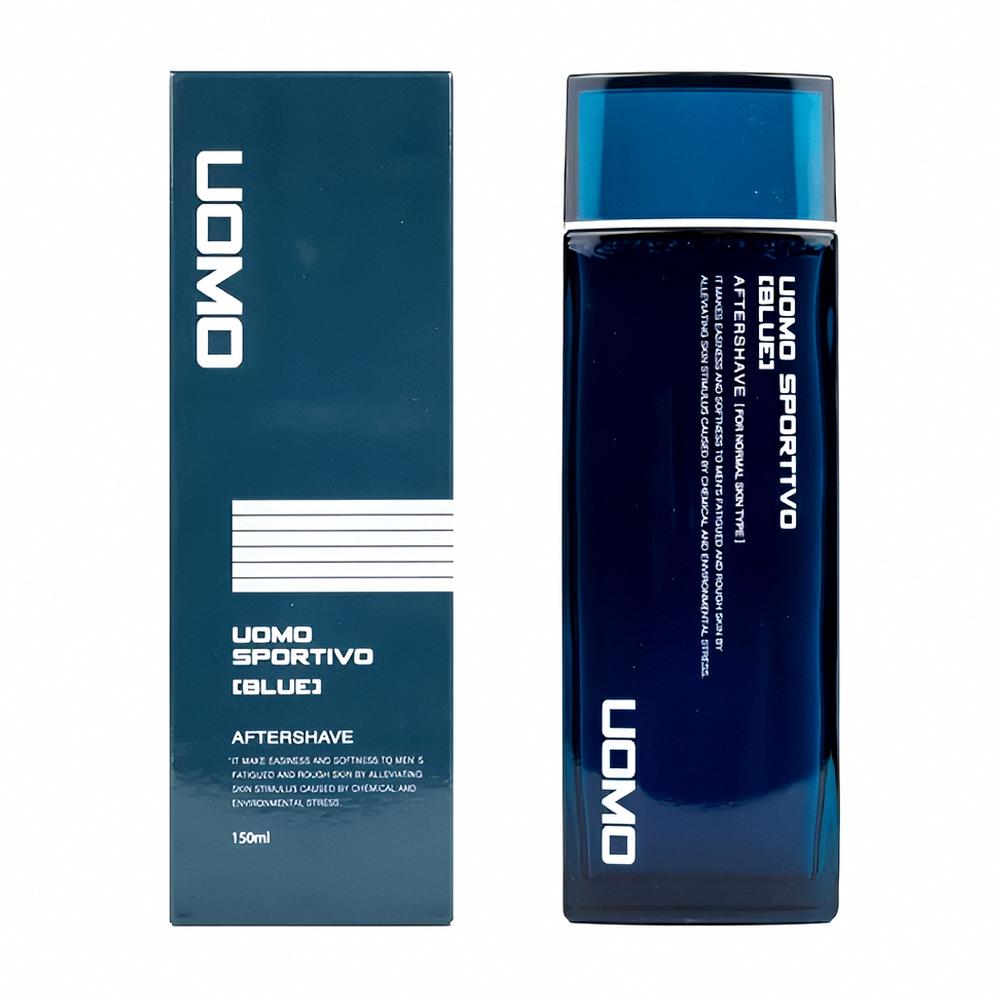 UOMO
UOMO
SPORTIVO
[BLUE]
AFTERSHAVE
"IT MAKE EASINESS AND SOFTNESS TO MEN'S
FATIGUED AND ROUGH SKIN BY ALLEVIATING
SKIN STIMULUS CAUSED BY CHEMICAL AND
ENVIRONMENTAL STRESS.
150ml
UOMO SPORTTVO
[BLUE]
AFTERSHAVE [FOR NORMAL SKIN TYPE]
IT MAKES EASINESS AND SOFTNESS TO MEN'S FATIGUED AND ROUGH SKIN BY
ALLEVIATING SKIN STIMULUS CAUSED BY CHEMICAL AND ENVIRONMENTAL STRESS.
UOMO